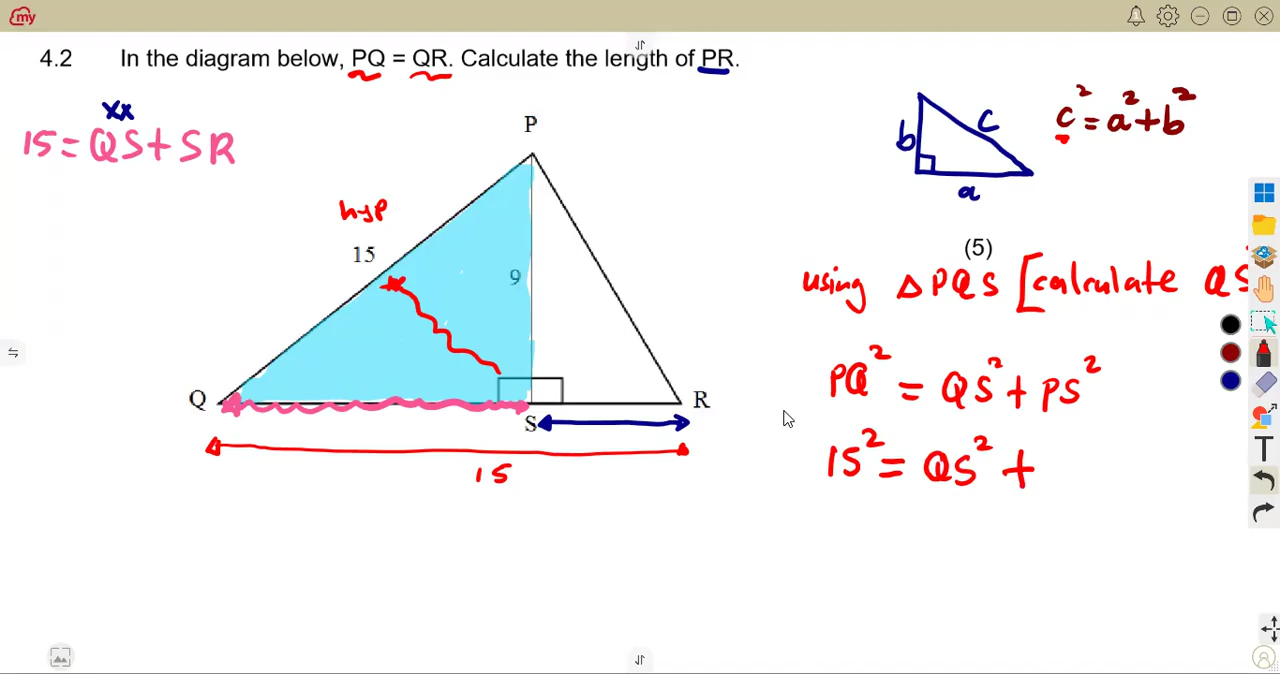 my
4.2 In the diagram below, PQ = QR. Calculate the length of PR.
xx
15 = QS + SR
P
b
c
a
c² = a² + b²
hyp
15
9
(5)
using △PQS [calculate QS
PQ² = QS² + PS²
Q
S
R
15² = QS² +
15
T